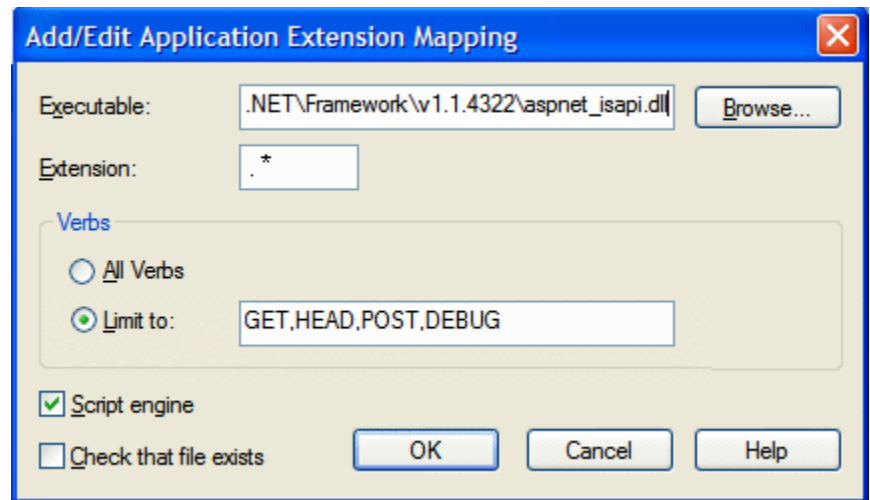 Add/Edit Application Extension Mapping
Executable: .NET\Framework\v1.1.4322\aspnet_isapi.dll Browse...
Extension: .*
Verbs
All Verbs
Limit to: GET,HEAD,POST,DEBUG
Script engine
Check that file exists OK Cancel Help